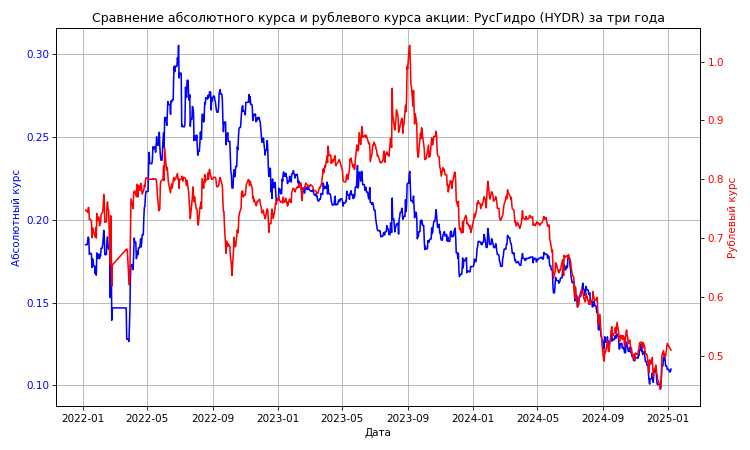 Сравнение абсолютного курса и рублевого курса акции: РусГидро (HYDR) за три года
0.30
0.25
0.20
0.15
0.10
Абсолютный курс
1.0
0.9
0.8
0.7
0.6
0.5
Рублевый курс
2022-01 2022-05 2022-09 2023-01 2023-05 2023-09 2024-01 2024-05 2024-09 2025-01
Дата